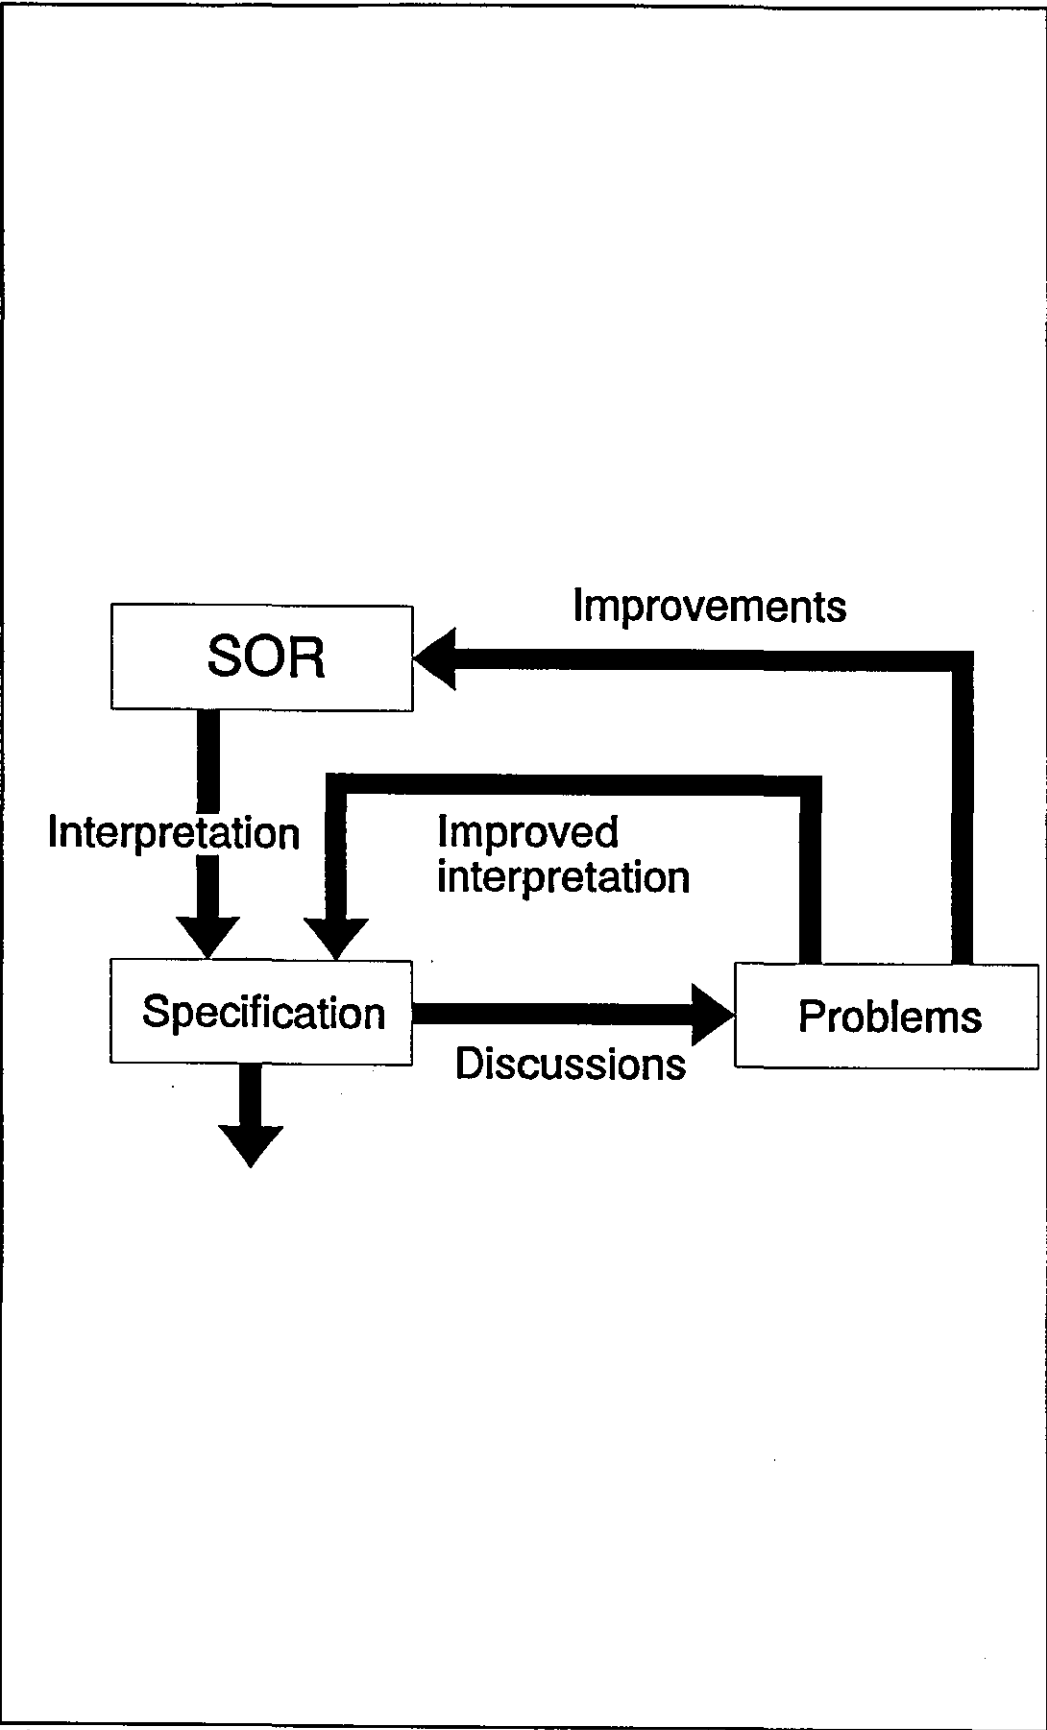 Improvements
SOR
Interpretation
Improved
interpretation
Specification
Problems
Discussions